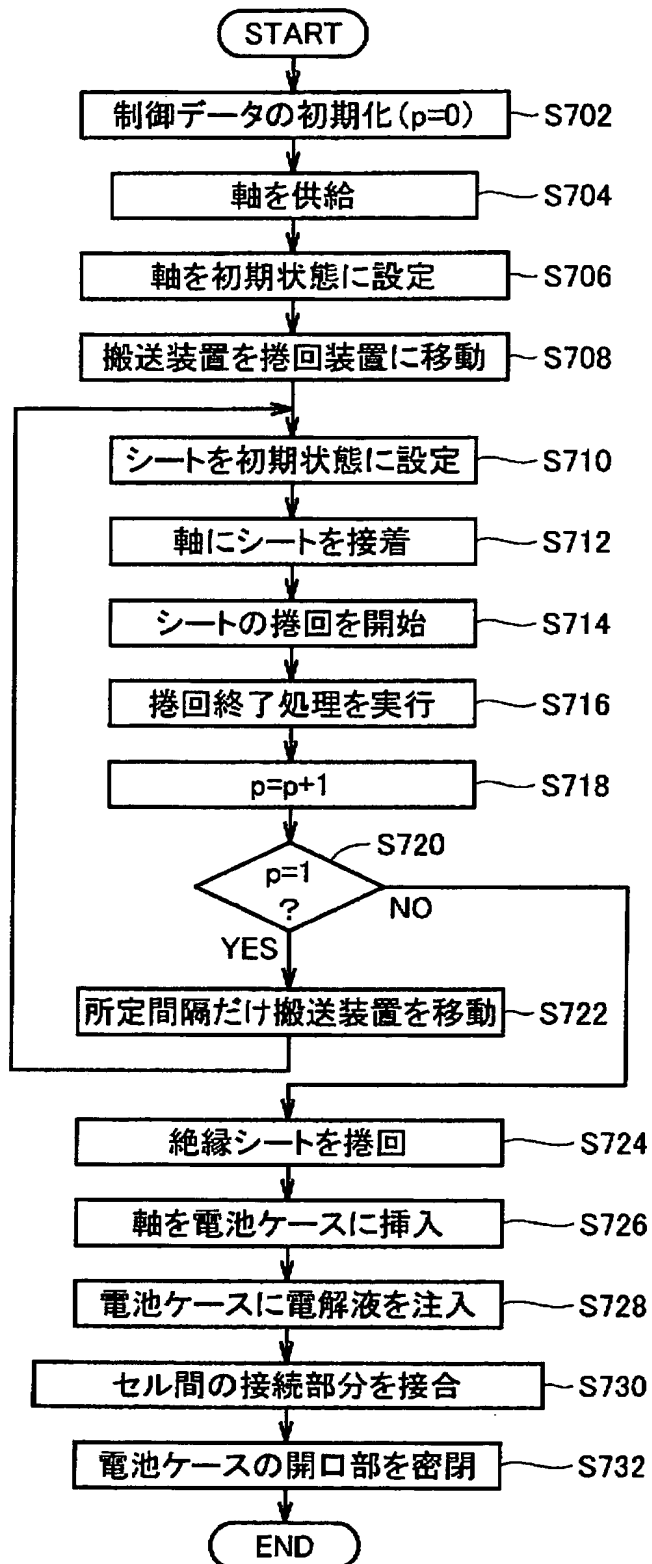 START
制御データの初期化(p=0) S702
軸を供給 S704
軸を初期状態に設定 S706
搬送装置を捲回装置に移動 S708
シートを初期状態に設定 S710
軸にシートを接着 S712
シートの捲回を開始 S714
捲回終了処理を実行 S716
p=p+1 S718
S720
p=1
?
NO
YES
所定間隔だけ搬送装置を移動 S722
絶縁シートを捲回 S724
軸を電池ケースに挿入 S726
電池ケースに電解液を注入 S728
セル間の接続部分を接合 S730
電池ケースの開口部を密閉 S732
END